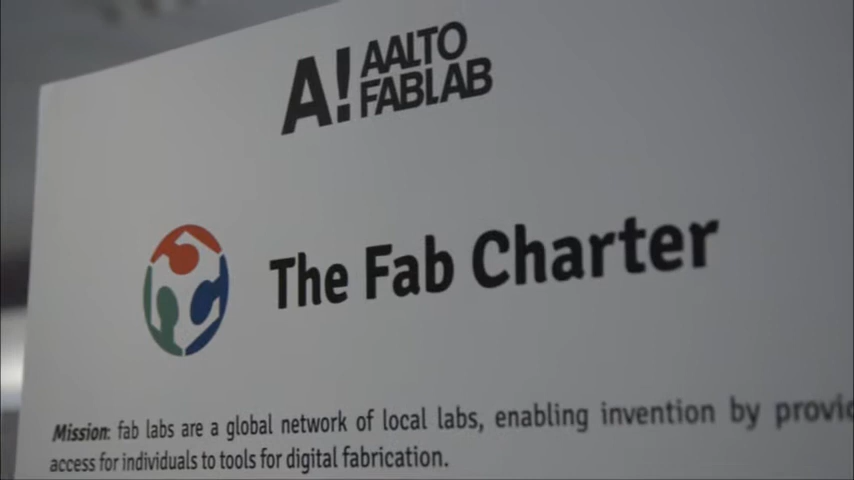 A! AALTO
FABLAB
The Fab Charter
Mission: fab labs are a global network of local labs, enabling invention by
access for individuals to tools for digital fabrication.